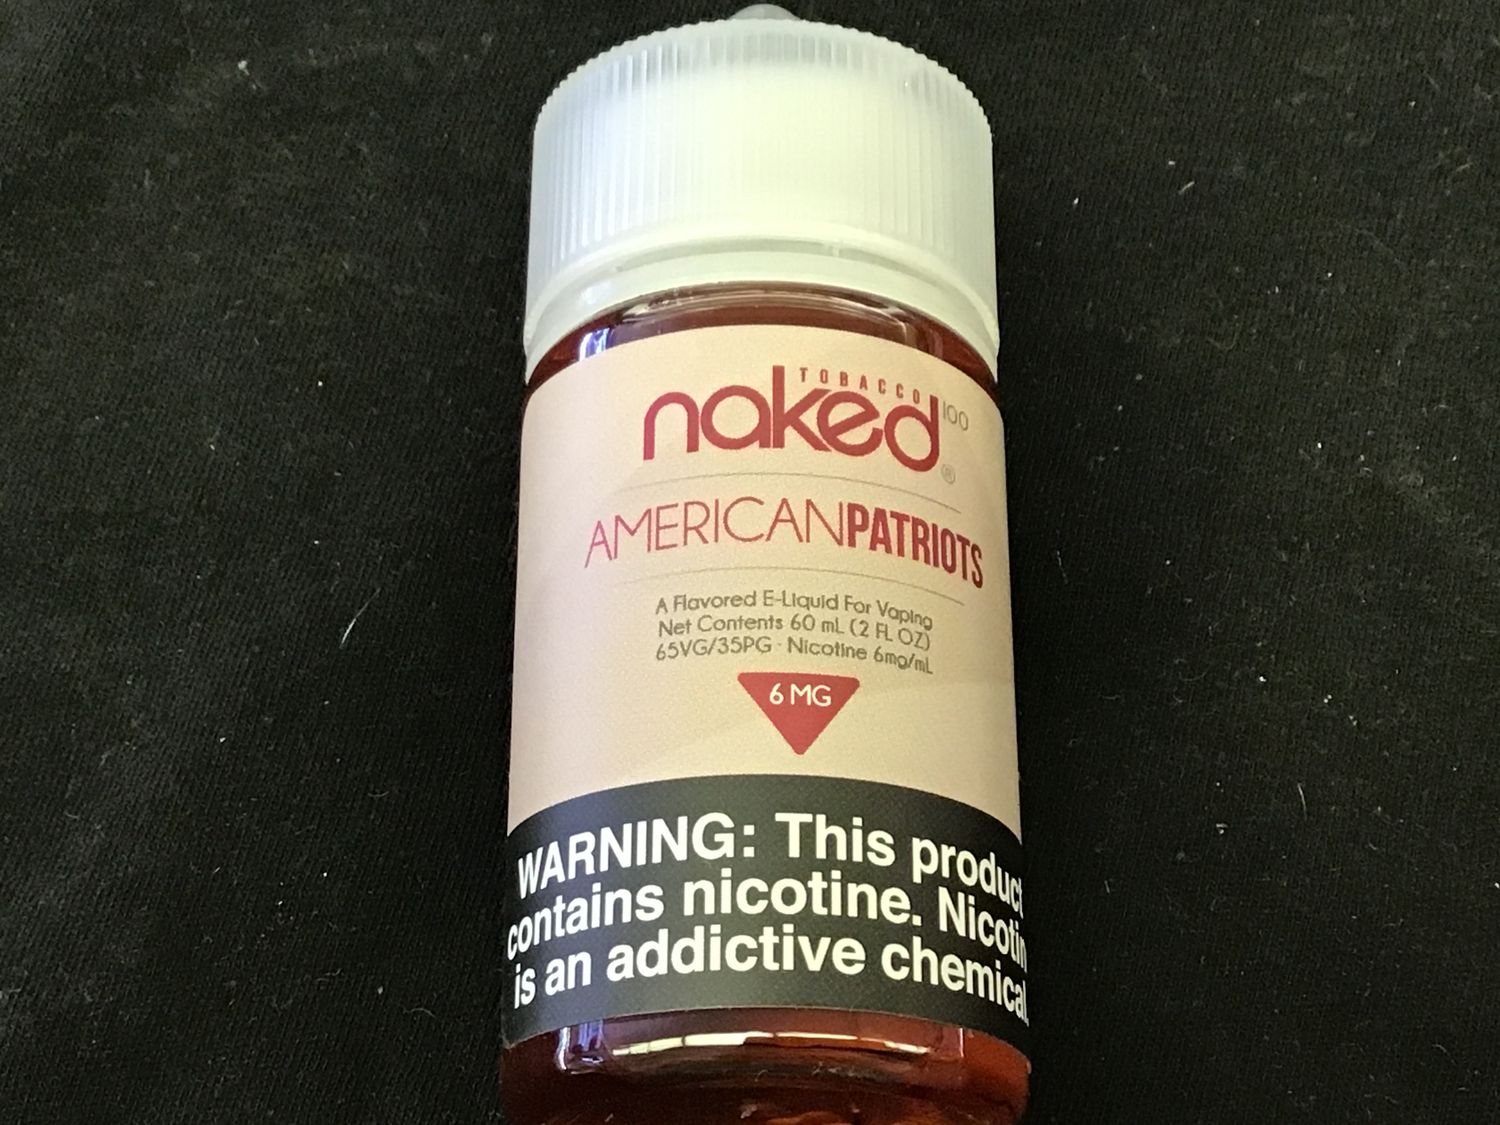 TOBACCO
naked 100
®
AMERICANPATRIOTS
A Flavored E-Liquid For Vaping
Net Contents 60 mL (2 FL OZ)
65VG/35PG · Nicotine 6mg/mL
6 MG
WARNING: This product
contains nicotine. Nicotin
is an addictive chemical.